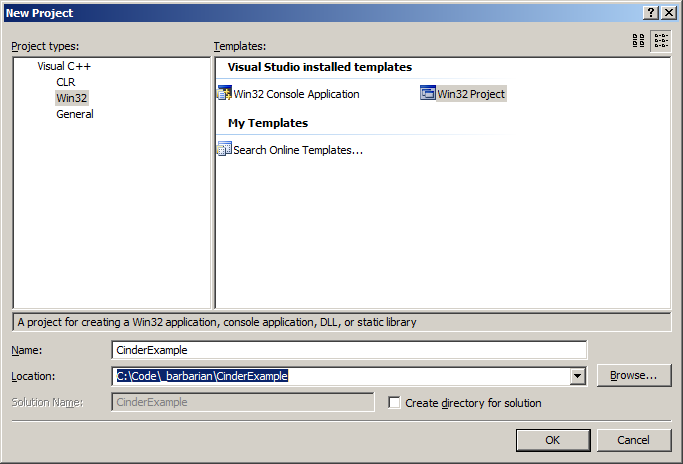 New Project
Project types:
Templates:
Visual C++
CLR
Win32
General
Visual Studio installed templates
Win32 Console Application
Win32 Project
My Templates
Search Online Templates...
A project for creating a Win32 application, console application, DLL, or static library
Name:
CinderExample
Location:
C:\Code\_barbarian\CinderExample
Browse...
Solution Name:
CinderExample
Create directory for solution
OK
Cancel